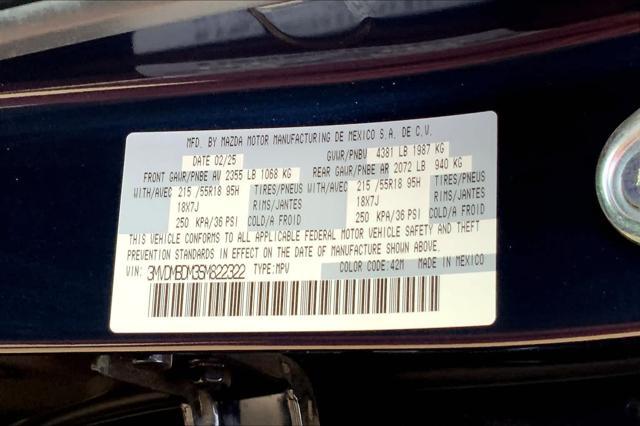 MFD. BY MAZDA MOTOR MANUFACTURING DE MEXICO S.A. DE C.V.
DATE 02/25 GVWR/PNBV 4381 LB 1987 KG
FRONT GAWR/PNBE AV 2355 LB 1068 KG REAR GAWR/PNBE AR 2072 LB 940 KG
WITH/AVEC 215 /55R18 95H TIRES/PNEUS WITH/AVEC 215 /55R18 95H TIRES/PNEUS
18X7J RIMS/JANTES 18X7J RIMS/JANTES
250 KPA/36 PSI COLD/A FROID 250 KPA/36 PSI COLD/A FROID
THIS VEHICLE CONFORMS TO ALL APPLICABLE FEDERAL MOTOR VEHICLE SAFETY AND THEFT
PREVENTION STANDARDS IN EFFECT ON THE DATE OF MANUFACTURE SHOWN ABOVE.
VIN: 3MVDMBDM3SM822322 TYPE:MPV COLOR CODE:42M MADE IN MEXICO